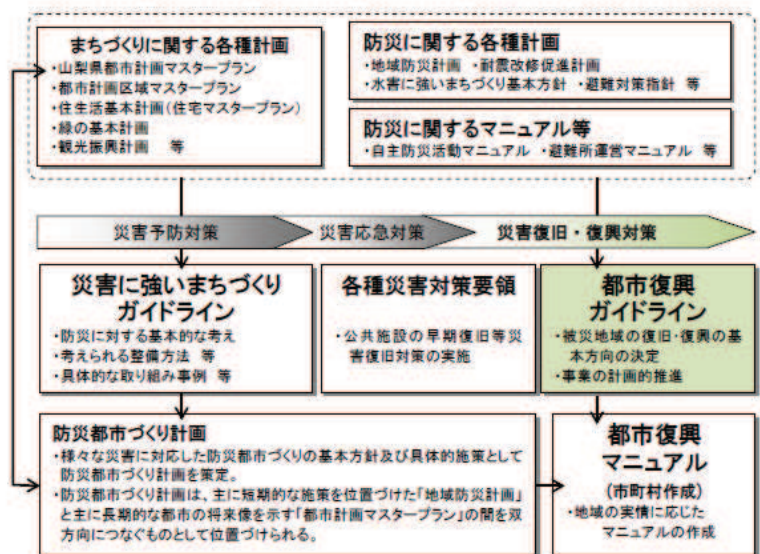 まちづくりに関する各種計画
・山梨県都市計画マスタープラン
・都市計画区域マスタープラン
・住生活基本計画（住宅マスタープラン）
・緑の基本計画
・観光振興計画　等
防災に関する各種計画
・地域防災計画　・耐震改修促進計画
・水害に強いまちづくり基本方針　・避難対策指針　等
防災に関するマニュアル等
・自主防災活動マニュアル　・避難所運営マニュアル　等
災害予防対策
災害応急対策
災害復旧・復興対策
災害に強いまちづくり
ガイドライン
・防災に対する基本的な考え
・考えられる整備方法　等
・具体的な取り組み事例　等
各種災害対策要領
・公共施設の早期復旧等災
害復旧対策の実施
都市復興
ガイドライン
・被災地域の復旧・復興の基
本方向の決定
・事業の計画的推進
防災都市づくり計画
・様々な災害に対応した防災都市づくりの基本方針及び具体的施策として
防災都市づくり計画を策定。
・防災都市づくり計画は、主に短期的な施策を位置づけた「地域防災計画」
と主に長期的な都市の将来像を示す「都市計画マスタープラン」の間を双
方向につなぐものとして位置づけられる。
都市復興
マニュアル
（市町村作成）
・地域の実情に応じた
マニュアルの作成